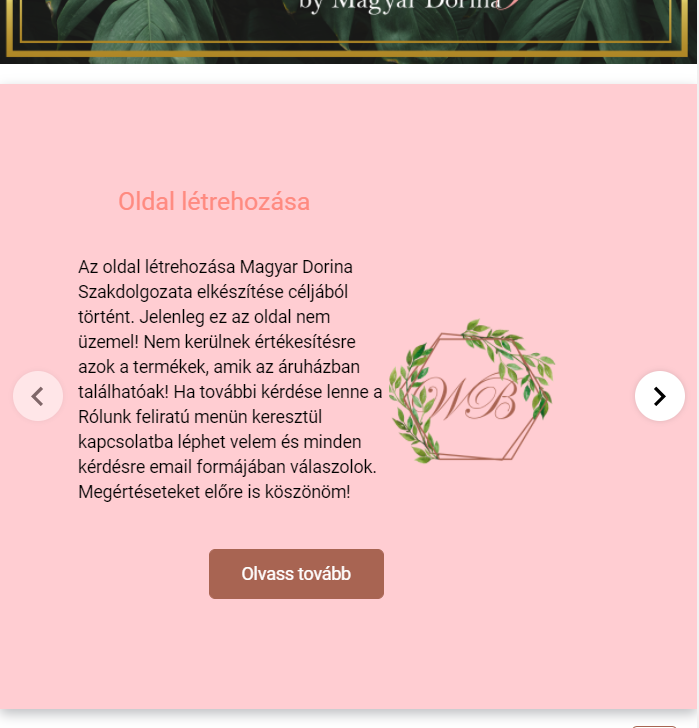 by Magyar Dorina
Oldal létrehozása
Az oldal létrehozása Magyar Dorina
Szakdolgozata elkészítése céljából
történt. Jelenleg ez az oldal nem
üzemel! Nem kerülnek értékesítésre
azok a termékek, amik az áruházban
találhatóak! Ha további kérdése lenne a
Rólunk feliratú menün keresztül
kapcsolatba léphet velem és minden
kérdésre email formájában válaszolok.
Megértéseteket előre is köszönöm!
WB
Olvass tovább